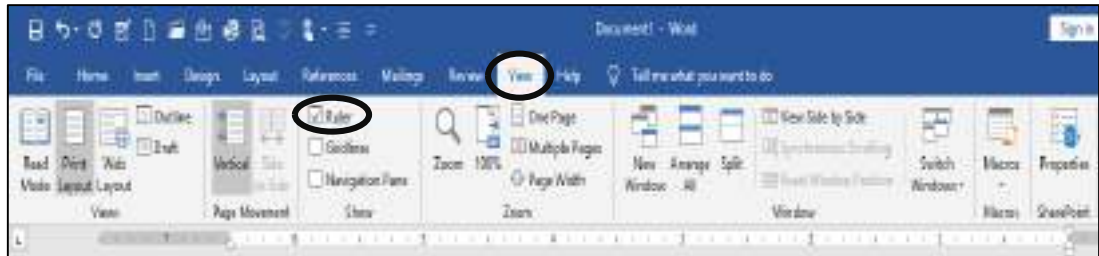 Document1 - Word
Sign in
File Home Insert Design Layout References Mailings Review View Help Tell me what you want to do
Read Mode
Print Layout
Web Layout
Outline
Draft
Views
Vertical
Side to Side
Page Movement
Ruler
Gridlines
Navigation Pane
Show
Zoom
100%
One Page
Multiple Pages
Page Width
Zoom
New Window
Arrange All
Split
View Side by Side
Synchronous Scrolling
Reset Window Position
Switch Windows
Window
Macros
Macros
Properties
SharePoint
L